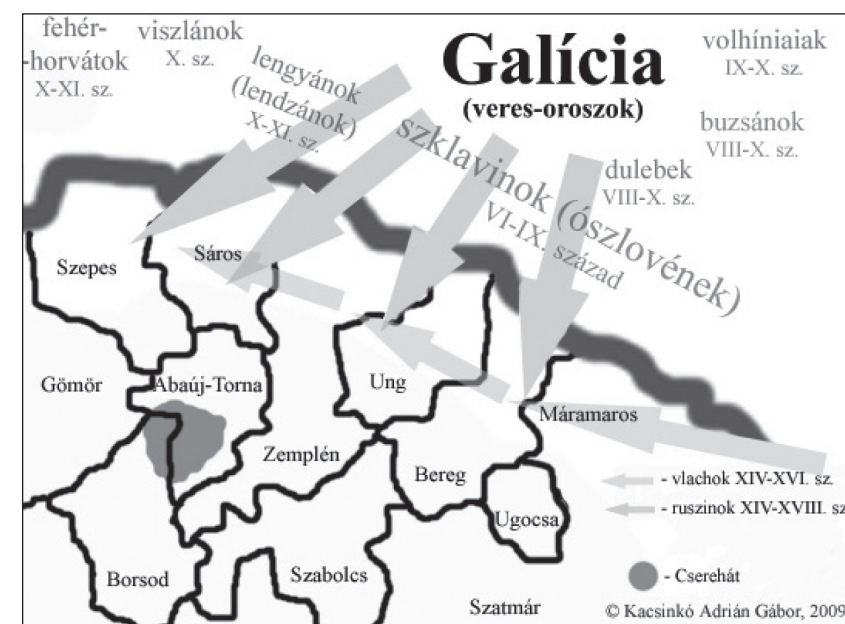 fehér-
-horvátok
X-XI. sz.
viszlánok
X. sz.
lengyánok
(lendzánok)
X-XI. sz.
Galícia
(veres-oroszok)
volhíniaiak
IX-X. sz.
buzsánok
VIII-X. sz.
dulebek
VIII-X. sz.
szklavinok (ószlovének)
VI-IX. század
Szepes
Sáros
Gömör
Abaúj-Torna
Ung
Máramaros
Zemplén
Bereg
Ugocsa
- vlachok XIV-XVI. sz.
- ruszinok XIV-XVIII. sz
Borsod
Szabolcs
Szatmár
- Cserehát
© Kacsinkó Adrián Gábor, 2009